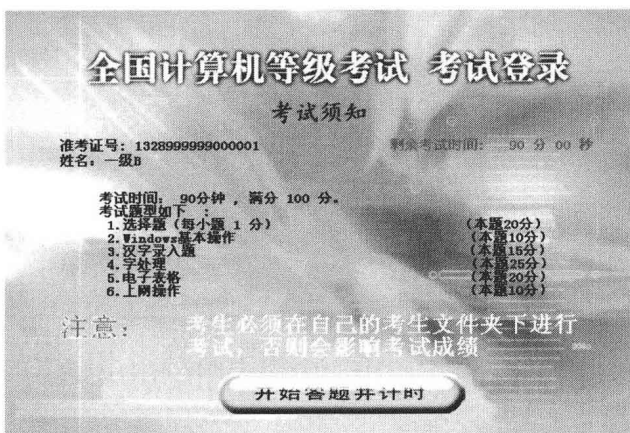 全国计算机等级考试 考试登录
考试须知
准考证号: 1328999999000001 剩余考试时间: 90 分 00 秒
姓名: 一级B
考试时间: 90分钟 , 满分 100 分。
考试题型如下 :
1.选择题 (每小题 1 分) (本题20分)
2.Windows基本操作 (本题10分)
3.汉字录入题 (本题15分)
4.字处理 (本题25分)
5.电子表格 (本题20分)
6.上网操作 (本题10分)
注意: 考生必须在自己的考生文件夹下进行
考试, 否则会影响考试成绩
开始答题并计时